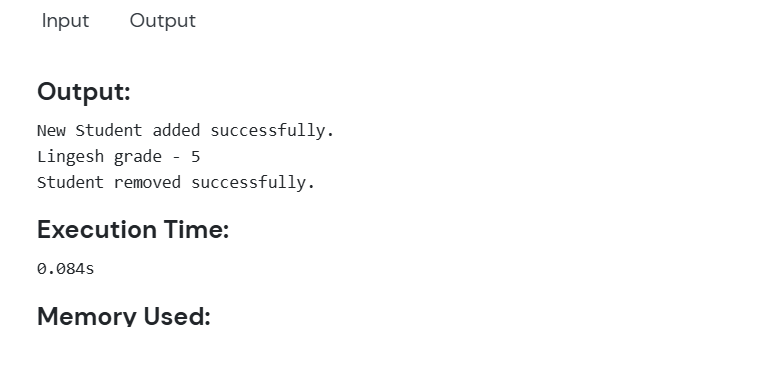 Input Output
Output:
New Student added successfully.
Lingesh grade - 5
Student removed successfully.
Execution Time:
0.084s
Memory Used: